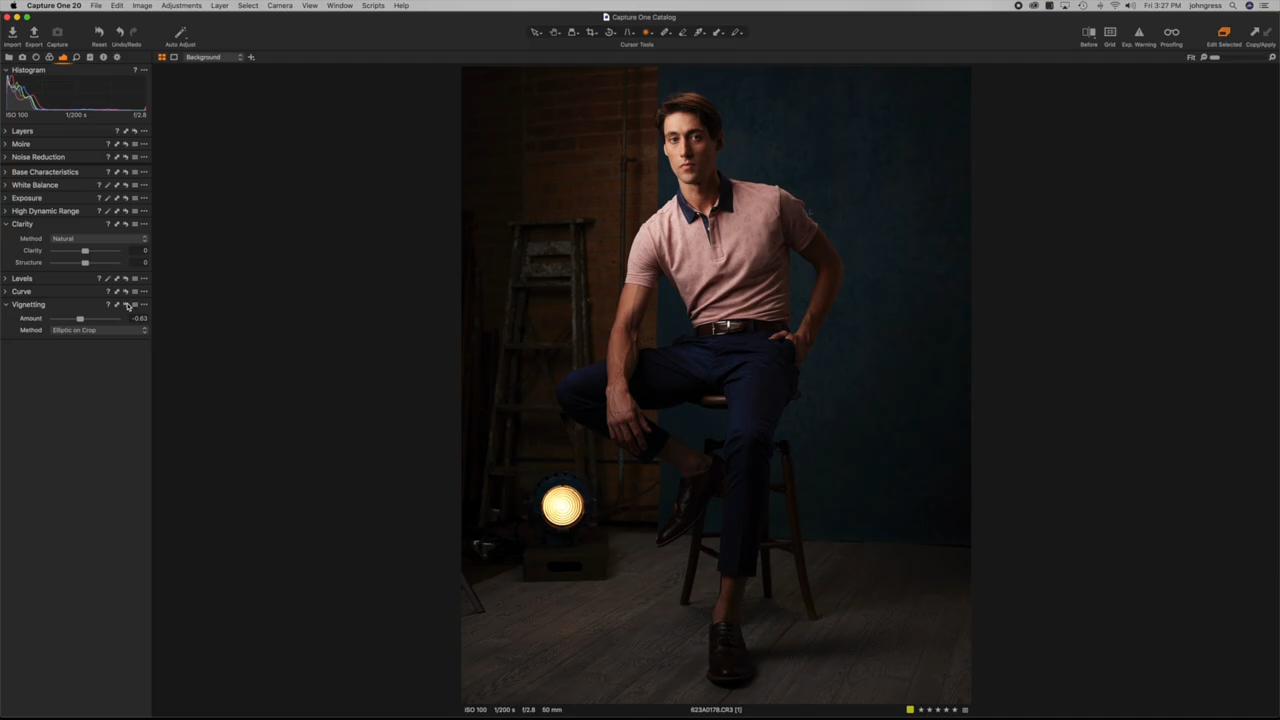 Capture One 20 File Edit Image Adjustments Layer Select Camera View Window Scripts Help Fri 3:27 PM johngress
Capture One Catalog
Import Export Capture Reset Undo/Redo Auto Adjust Cursor Tools Before Grid Exp. Warning Proofing Edit Selected Copy/Apply
Background Fit
Histogram
ISO 100 1/200 s f/2.8
Layers
Moire
Noise Reduction
Base Characteristics
White Balance
Exposure
High Dynamic Range
Clarity
Method Natural
Clarity 0
Structure 0
Levels
Curve
Vignetting
Amount -0.63
Method Elliptic on Crop
ISO 100 1/200 s f/2.8 50 mm 623A0178.CR3 [1]